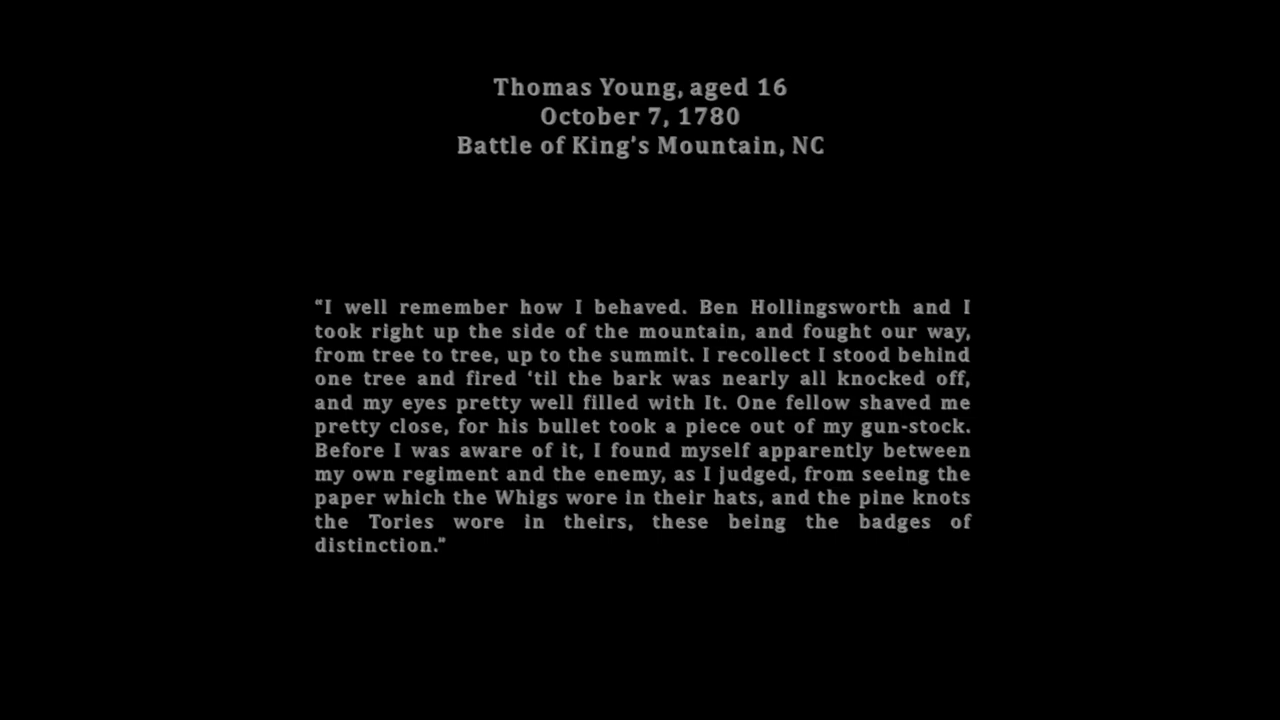 Thomas Young, aged 16
October 7, 1780
Battle of King’s Mountain, NC
“I well remember how I behaved. Ben Hollingsworth and I
took right up the side of the mountain, and fought our way,
from tree to tree, up to the summit. I recollect I stood behind
one tree and fired ‘til the bark was nearly all knocked off,
and my eyes pretty well filled with It. One fellow shaved me
pretty close, for his bullet took a piece out of my gun-stock.
Before I was aware of it, I found myself apparently between
my own regiment and the enemy, as I judged, from seeing the
paper which the Whigs wore in their hats, and the pine knots
the Tories wore in theirs, these being the badges of
distinction.”